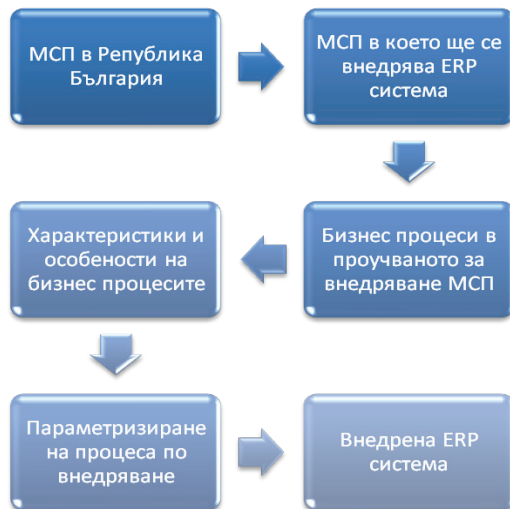 МСП в Република
България
МСП в което ще се
внедрява ERP
система
Бизнес процеси в
проучваното за
внедряване МСП
Характеристики и
особености на
бизнес процесите
Параметризиране
на процеса по
внедряване
Внедрена ERP
система